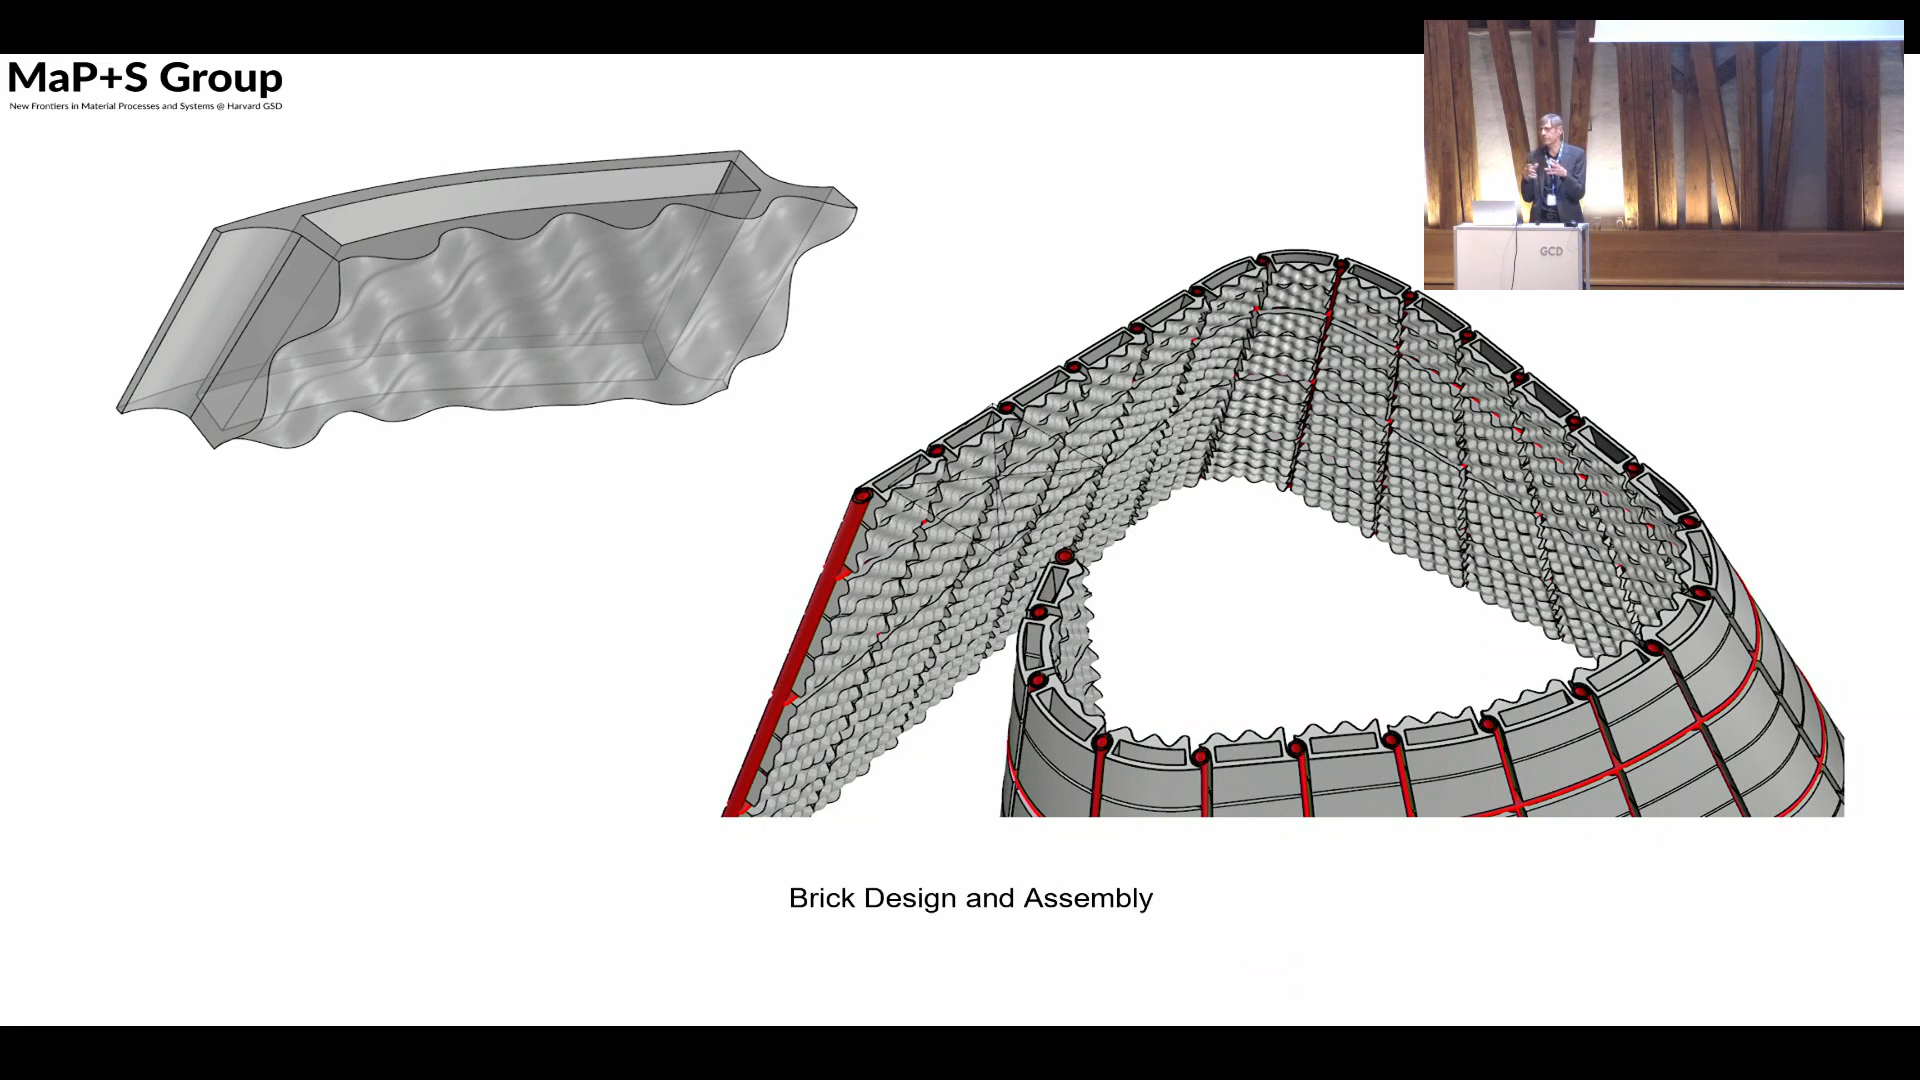 MaP+S Group
New Frontiers in Material Processes and Systems @ Harvard GSD
GCD
Brick Design and Assembly